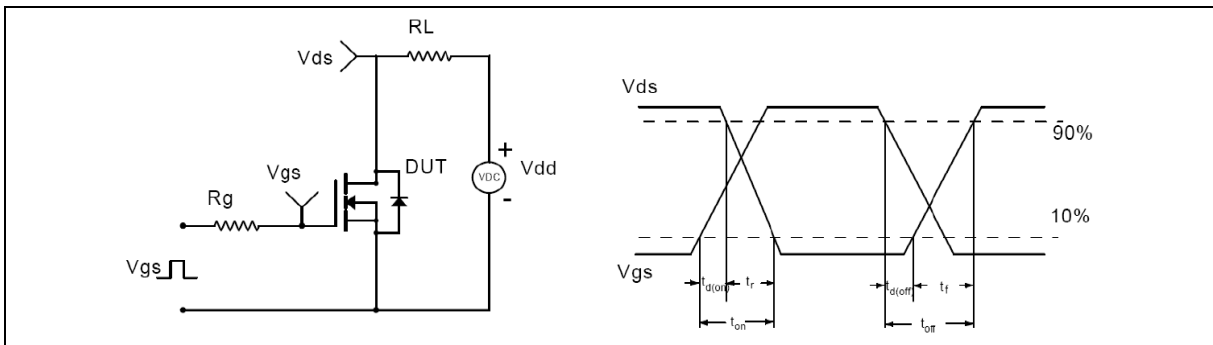 RL
Vds
+
VDC
Vdd
-
DUT
Vgs
Rg
Vgs
Vds
90%
10%
Vgs
td(on)
tr
ton
td(off)
tf
toff